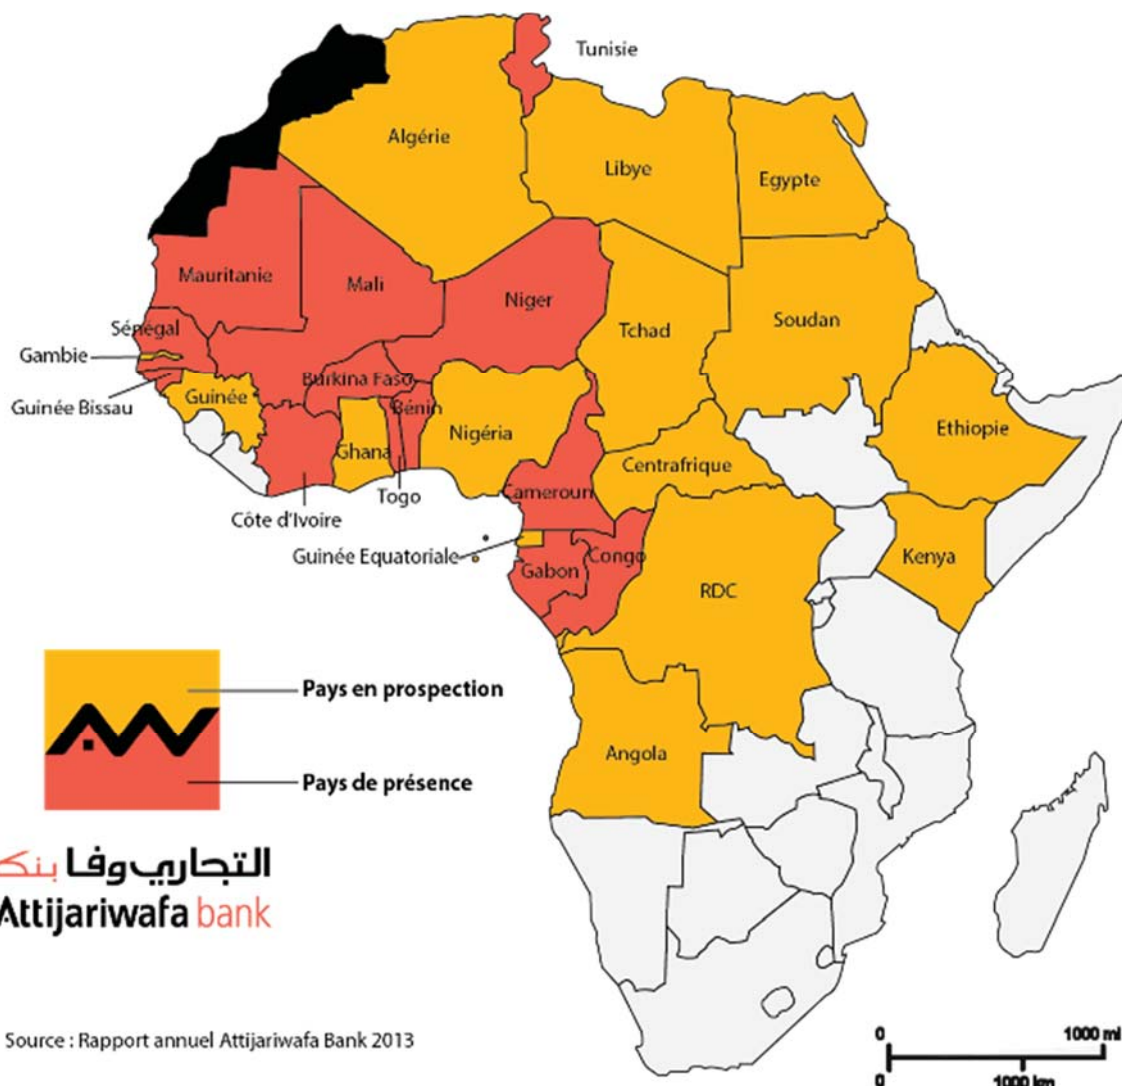 Tunisie
Algérie
Libye
Egypte
Mauritanie
Mali
Niger
Tchad
Soudan
Sénégal
Gambie
Guinée Bissau
Guinée
Burkina Faso
Bénin
Ghana
Nigéria
Togo
Côte d'Ivoire
Cameroun
Centrafrique
Ethiopie
Guinée Equatoriale
Gabon
Congo
RDC
Kenya
Angola
Pays en prospection
Pays de présence
التجاري وفا بنك
Attijariwafa bank
Source : Rapport annuel Attijariwafa Bank 2013
0 1000 mi
0 1000 km